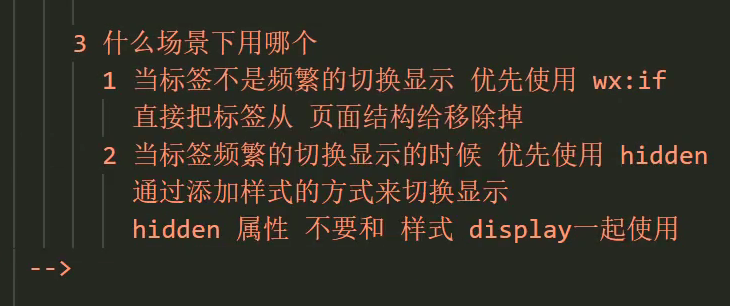 3 什么场景下用哪个
1 当标签不是频繁的切换显示 优先使用 wx:if
直接把标签从 页面结构给移除掉
2 当标签频繁的切换显示的时候 优先使用 hidden
通过添加样式的方式来切换显示
hidden 属性 不要和 样式 display一起使用
-->